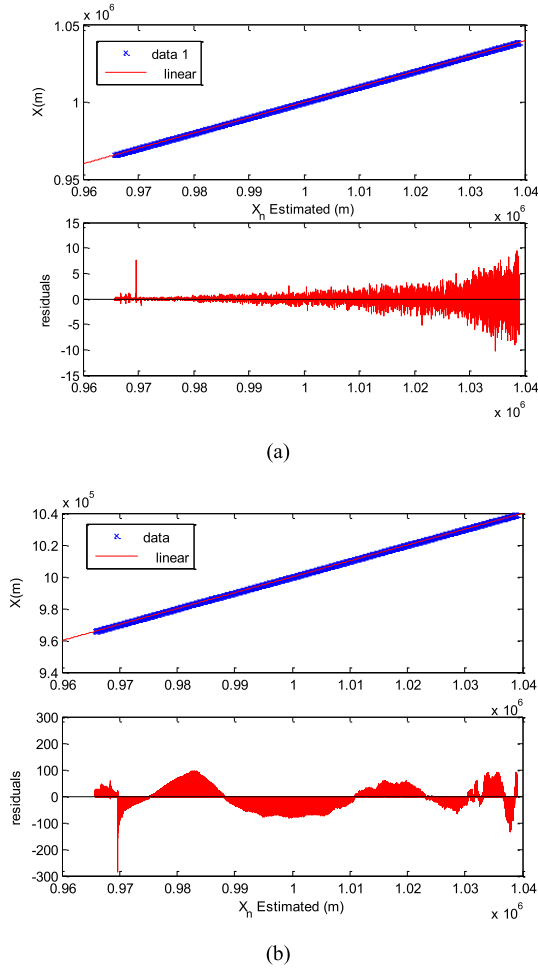 x 10^6
1.05
data 1
linear
X(m)
1
0.95
0.96 0.97 0.98 0.99 1 1.01 1.02 1.03 1.04
X_n Estimated (m)
x 10^6
15
10
5
0
-5
-10
-15
residuals
0.96 0.97 0.98 0.99 1 1.01 1.02 1.03 1.04
x 10^6
(a)
x 10^5
10.4
data
linear
10.2
X(m)
10
9.8
9.6
9.4
0.96 0.97 0.98 0.99 1 1.01 1.02 1.03 1.04
x 10^6
300
200
100
0
-100
-200
-300
residuals
0.96 0.97 0.98 0.99 1 1.01 1.02 1.03 1.04
X_n Estimated (m)
x 10^6
(b)